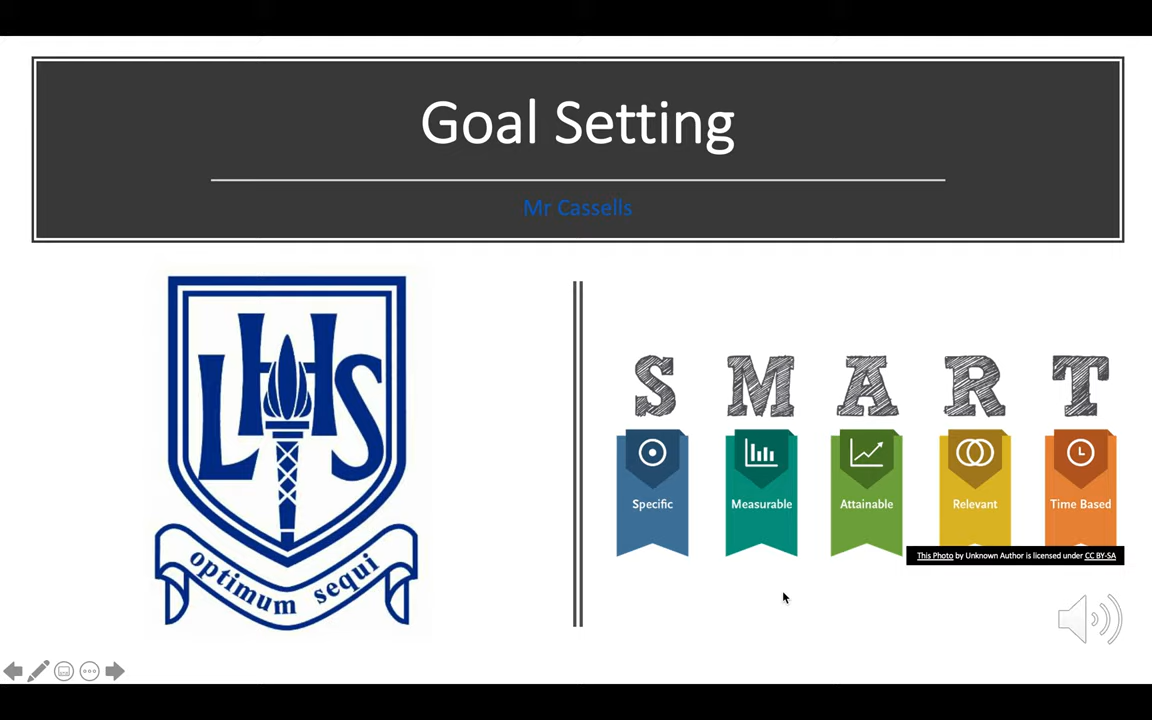 Goal Setting
Mr Cassells
LHS
optimum sequi
S M A R T
Specific Measurable Attainable Relevant Time Based
This Photo by Unknown Author is licensed under CC BY-SA